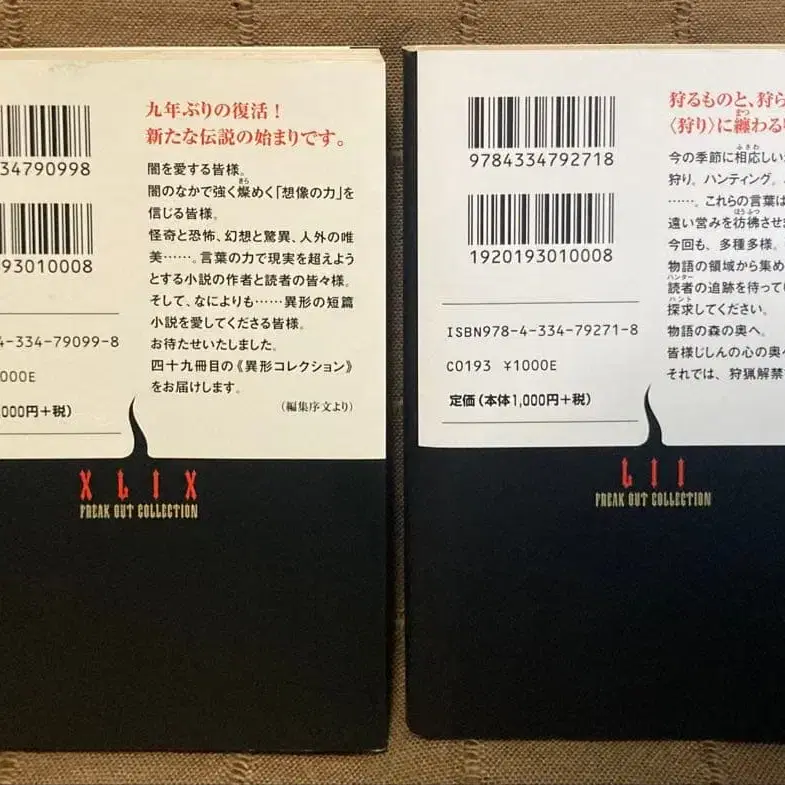 34790998
93010008
4-334-79099-8
000E
000円+税)
九年ぶりの復活!
新たな伝説の始まりです。
闇を愛する皆様。
闇のなかで強く燦めく「想像の力」を
信じる皆様。
怪奇と恐怖、幻想と驚異、人外の唯
美……。言葉の力で現実を超えよう
とする小説の作者と読者の皆々様。
そして、なによりも……異形の短篇
小説を愛してくださる皆様。
お待たせいたしました。
四十九冊目の《異形コレクション》
をお届けします。
(編集序文より)
XLIX
FREAK OUT COLLECTION
9784334792718
1920193010008
ISBN978-4-334-79271-8
C0193 ¥1000E
定価(本体1,000円+税)
狩るものと、狩ら
〈狩り〉に纏わる
今の季節に相応しい
狩り。ハンティング。
……。これらの言葉は
遠い営みを彷彿させ
今回も、多種多様。
物語の領域から集め
読者の追跡を待って
探求してください。
物語の森の奥へ。
皆様じしんの心の奥へ
それでは、狩猟解禁
LII
FREAK OUT COLLECTION